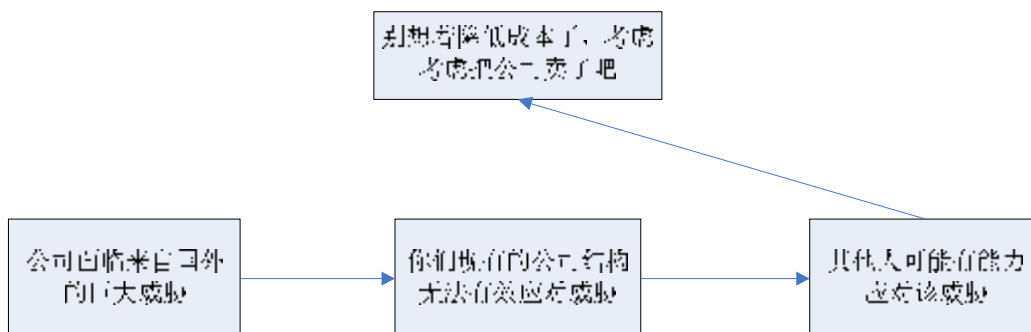 别想着降低成本了，考虑
考虑把公司卖了吧
公司面临来自国外
的巨大威胁
你们现在的公司结构
无法有效应对威胁
其他人可能有能力
应对该威胁